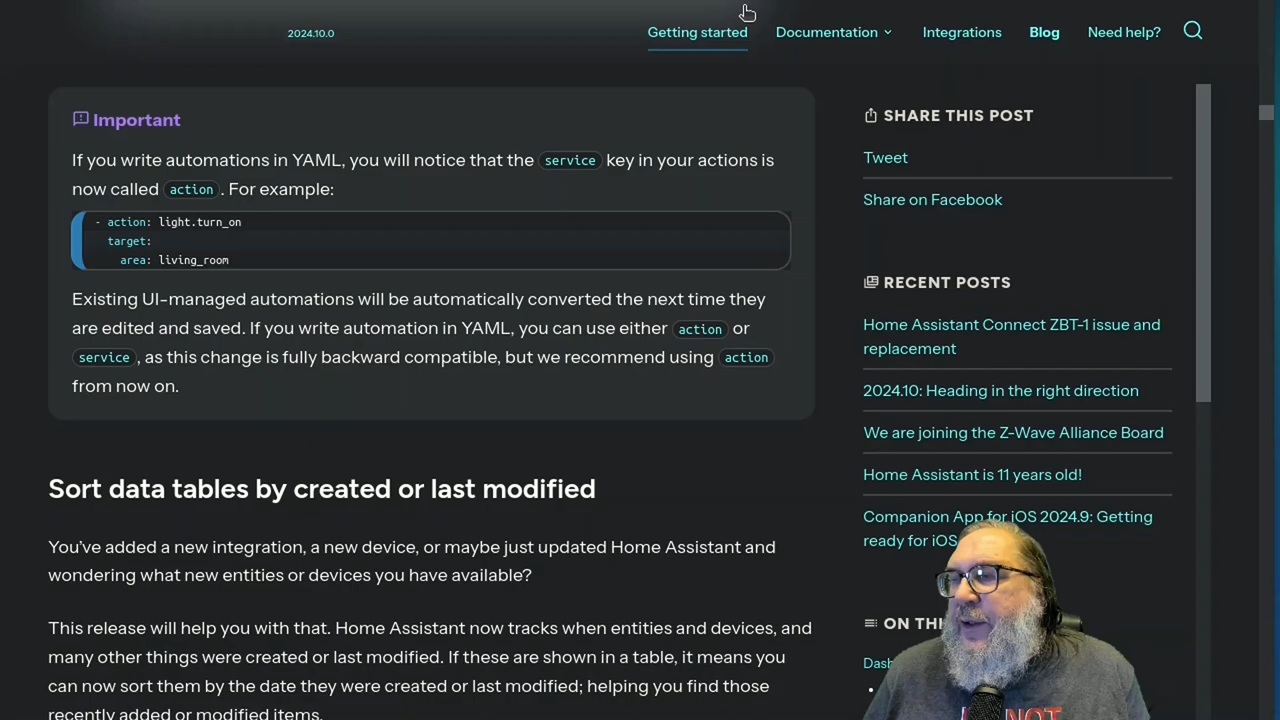 2024.10.0
Getting started
Documentation
Integrations
Blog
Need help?
Important
If you write automations in YAML, you will notice that the service key in your actions is
now called action. For example:
- action: light.turn_on
target:
area: living_room
Existing UI-managed automations will be automatically converted the next time they
are edited and saved. If you write automation in YAML, you can use either action or
service, as this change is fully backward compatible, but we recommend using action
from now on.
Sort data tables by created or last modified
You've added a new integration, a new device, or maybe just updated Home Assistant and
wondering what new entities or devices you have available?
This release will help you with that. Home Assistant now tracks when entities and devices, and
many other things were created or last modified. If these are shown in a table, it means you
can now sort them by the date they were created or last modified; helping you find those
recently added or modified items.
SHARE THIS POST
Tweet
Share on Facebook
RECENT POSTS
Home Assistant Connect ZBT-1 issue and
replacement
2024.10: Heading in the right direction
We are joining the Z-Wave Alliance Board
Home Assistant is 11 years old!
Companion App for iOS 2024.9: Getting
ready for iOS
ON
NOT